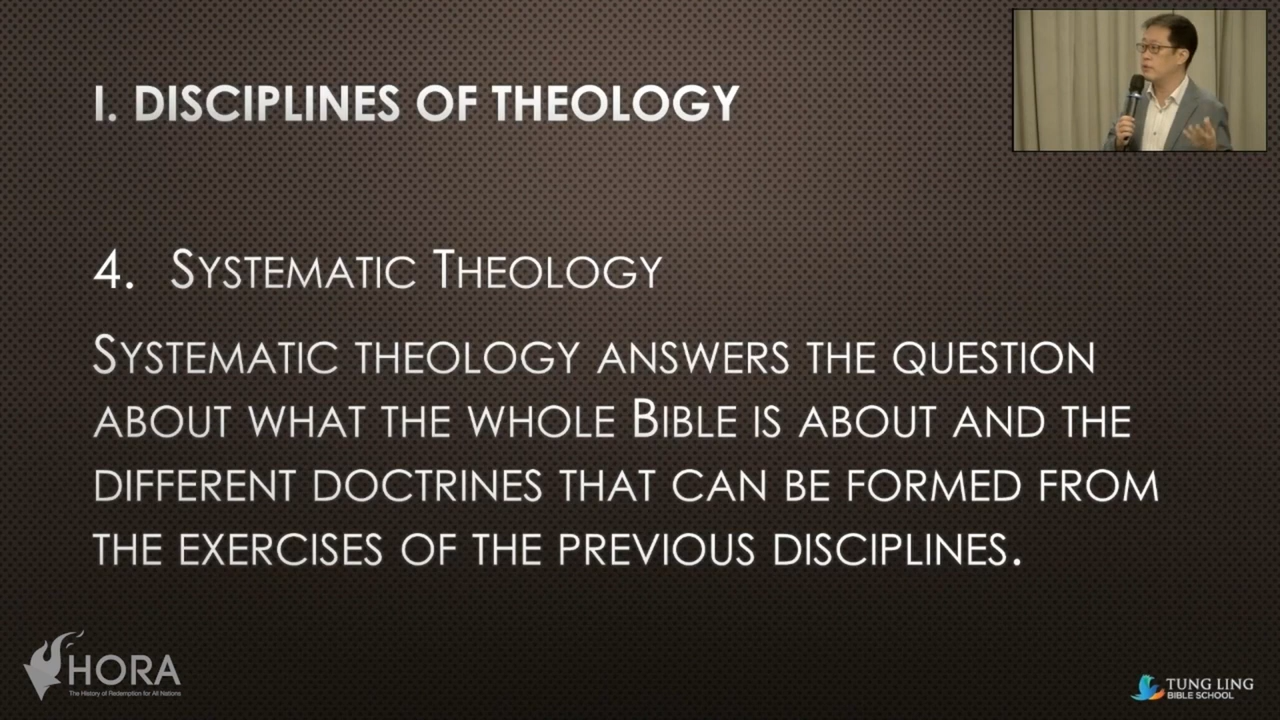 I. DISCIPLINES OF THEOLOGY
4. SYSTEMATIC THEOLOGY
SYSTEMATIC THEOLOGY ANSWERS THE QUESTION
ABOUT WHAT THE WHOLE BIBLE IS ABOUT AND THE
DIFFERENT DOCTRINES THAT CAN BE FORMED FROM
THE EXERCISES OF THE PREVIOUS DISCIPLINES.
HORA
The History of Redemption for All Nations
TUNG LING
BIBLE SCHOOL